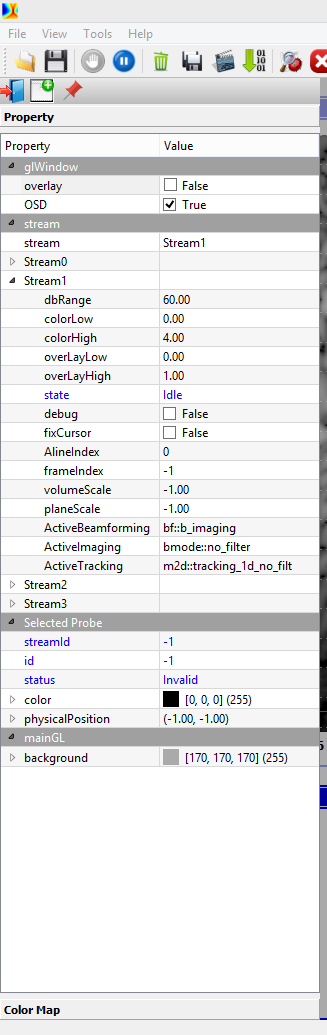 File View Tools Help
10
01
10
01
Property
Property Value
glWindow
overlay False
OSD True
stream
stream Stream1
Stream0
Stream1
dbRange 60.00
colorLow 0.00
colorHigh 4.00
overLayLow 0.00
overLayHigh 1.00
state Idle
debug False
fixCursor False
AlineIndex 0
frameIndex -1
volumeScale -1.00
planeScale -1.00
ActiveBeamforming bf::b_imaging
ActiveImaging bmode::no_filter
ActiveTracking m2d::tracking_1d_no_filt
Stream2
Stream3
Selected Probe
streamId -1
id -1
status Invalid
color [0, 0, 0] (255)
physicalPosition (-1.00, -1.00)
mainGL
background [170, 170, 170] (255)
Color Map